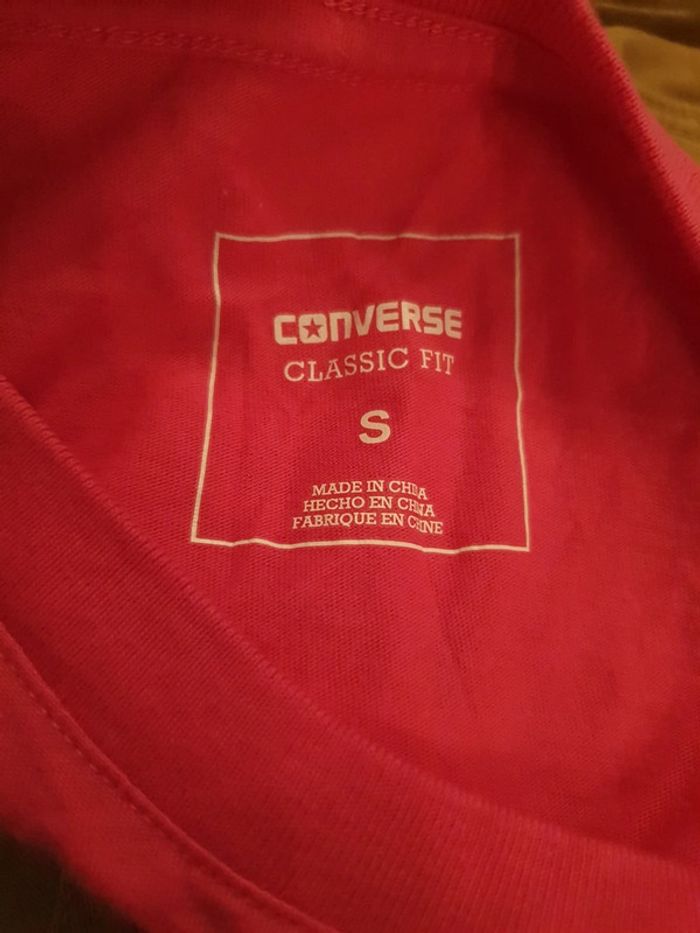 CONVERSE
CLASSIC FIT
S
MADE IN CHINA
HECHO EN CHINA
FABRIQUE EN CHINE